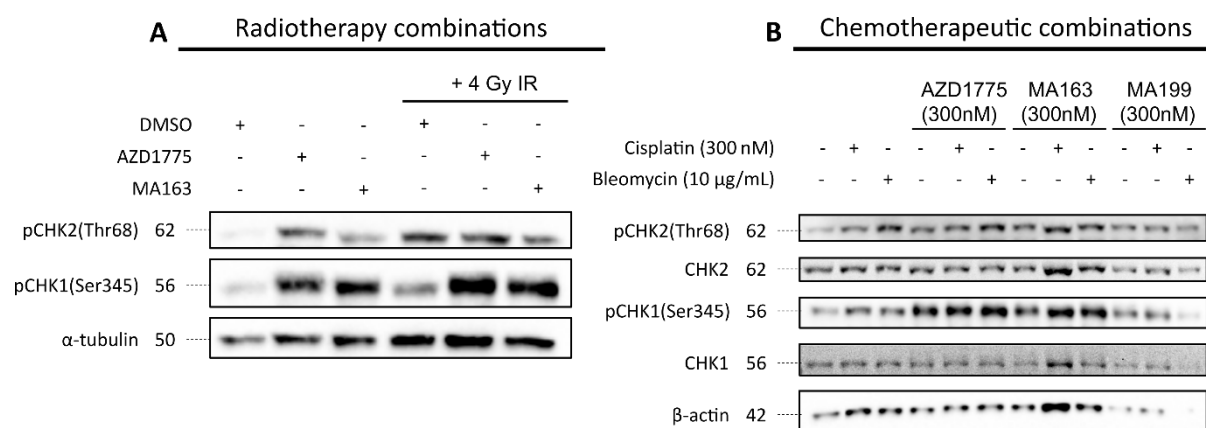 A Radiotherapy combinations
+ 4 Gy IR
DMSO + - - + - -
AZD1775 - + - - + -
MA163 - - + - - +
pCHK2(Thr68) 62
pCHK1(Ser345) 56
α-tubulin 50
B Chemotherapeutic combinations
AZD1775 MA163 MA199
(300nM) (300nM) (300nM)
Cisplatin (300 nM) - + - - + - - + - - + -
Bleomycin (10 µg/mL) - - + - - + - - + - - +
pCHK2(Thr68) 62
CHK2 62
pCHK1(Ser345) 56
CHK1 56
β-actin 42